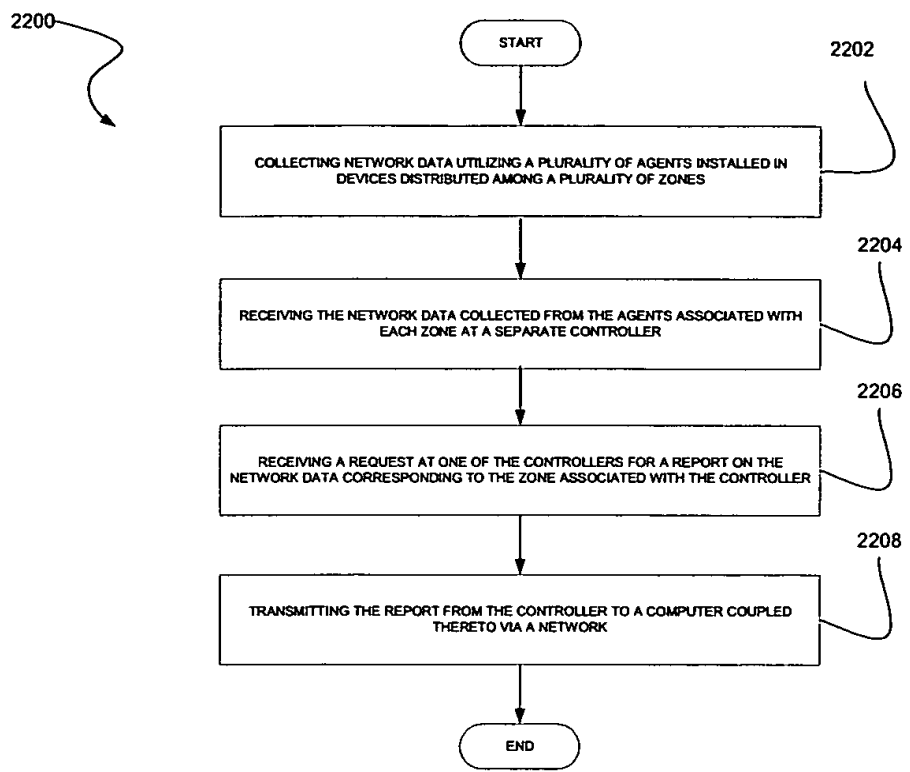 2200
START
2202
COLLECTING NETWORK DATA UTILIZING A PLURALITY OF AGENTS INSTALLED IN
DEVICES DISTRIBUTED AMONG A PLURALITY OF ZONES
2204
RECEIVING THE NETWORK DATA COLLECTED FROM THE AGENTS ASSOCIATED WITH
EACH ZONE AT A SEPARATE CONTROLLER
2206
RECEIVING A REQUEST AT ONE OF THE CONTROLLERS FOR A REPORT ON THE
NETWORK DATA CORRESPONDING TO THE ZONE ASSOCIATED WITH THE CONTROLLER
2208
TRANSMITTING THE REPORT FROM THE CONTROLLER TO A COMPUTER COUPLED
THERETO VIA A NETWORK
END